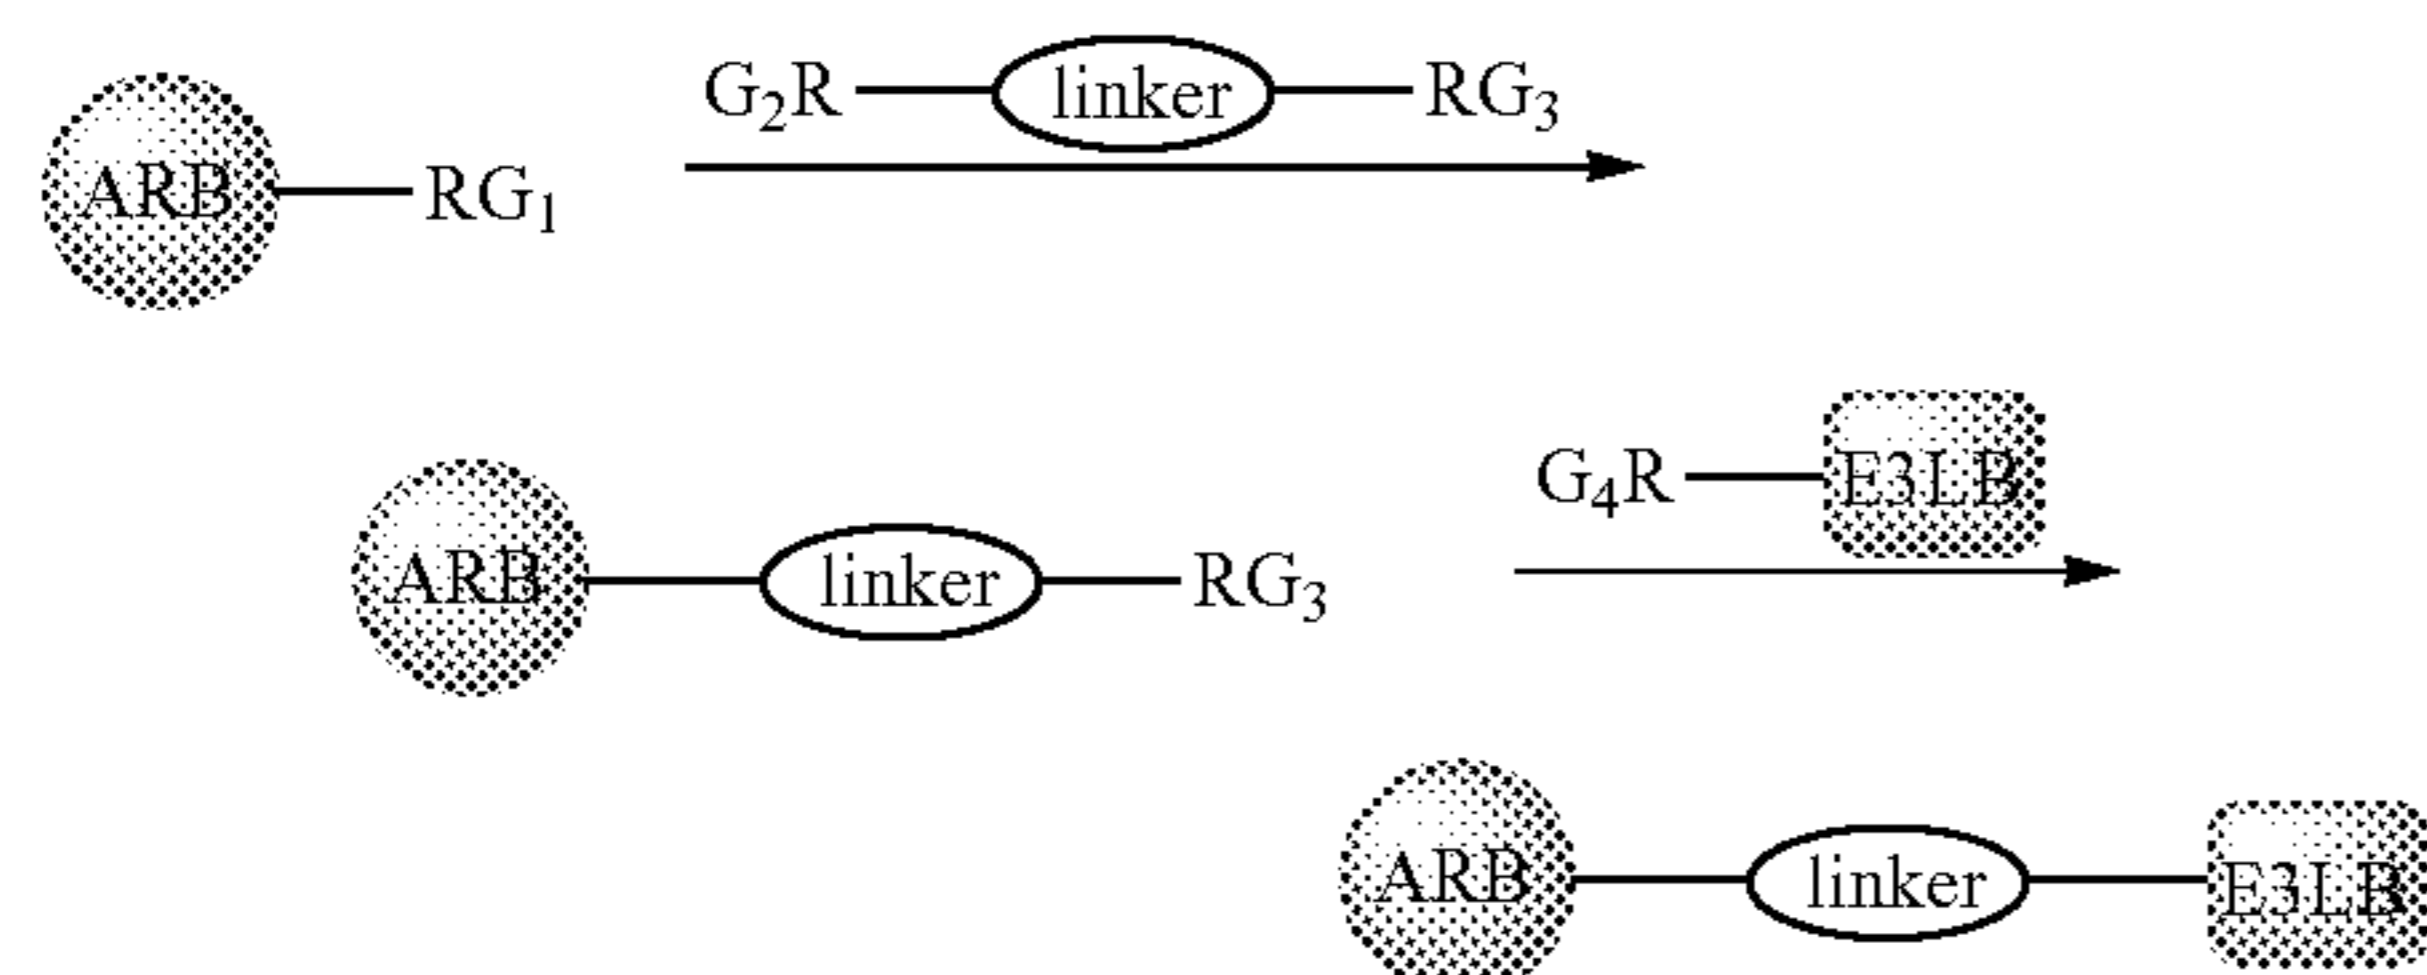 G₂R linker RG₃
ARB RG₁
G₄R E3LB
ARB linker RG₃
ARB linker E3LB